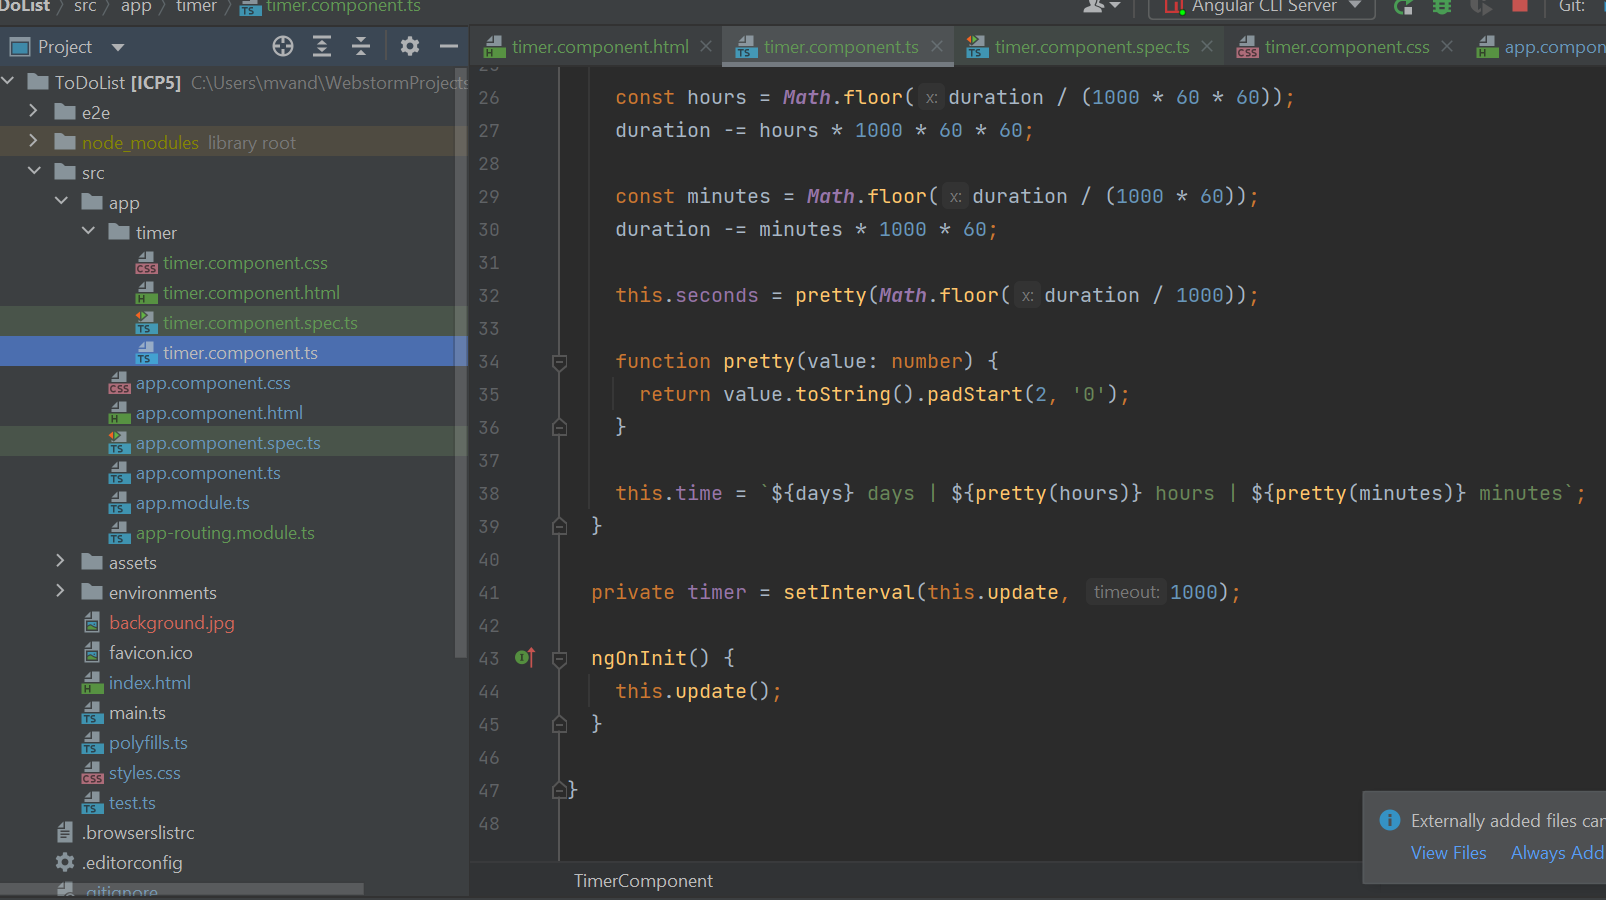 DoList src app timer timer.component.ts
Angular CLI Server Git:
Project
timer.component.html timer.component.ts timer.component.spec.ts timer.component.css app.compon
ToDoList [ICP5] C:\Users\mvand\WebstormProjects
e2e
node_modules library root
src
app
timer
timer.component.css
timer.component.html
timer.component.spec.ts
timer.component.ts
app.component.css
app.component.html
app.component.spec.ts
app.component.ts
app.module.ts
app-routing.module.ts
assets
environments
background.jpg
favicon.ico
index.html
main.ts
polyfills.ts
styles.css
test.ts
.browserslistrc
.editorconfig
.gitignore
25
26 const hours = Math.floor( x: duration / (1000 * 60 * 60));
27 duration -= hours * 1000 * 60 * 60;
28
29 const minutes = Math.floor( x: duration / (1000 * 60));
30 duration -= minutes * 1000 * 60;
31
32 this.seconds = pretty(Math.floor( x: duration / 1000));
33
34 function pretty(value: number) {
35 return value.toString().padStart(2, '0');
36 }
37
38 this.time = `${days} days | ${pretty(hours)} hours | ${pretty(minutes)} minutes`;
39 }
40
41 private timer = setInterval(this.update, timeout: 1000);
42
43 ngOnInit() {
44 this.update();
45 }
46
47 }
48
TimerComponent
Externally added files can
View Files Always Add